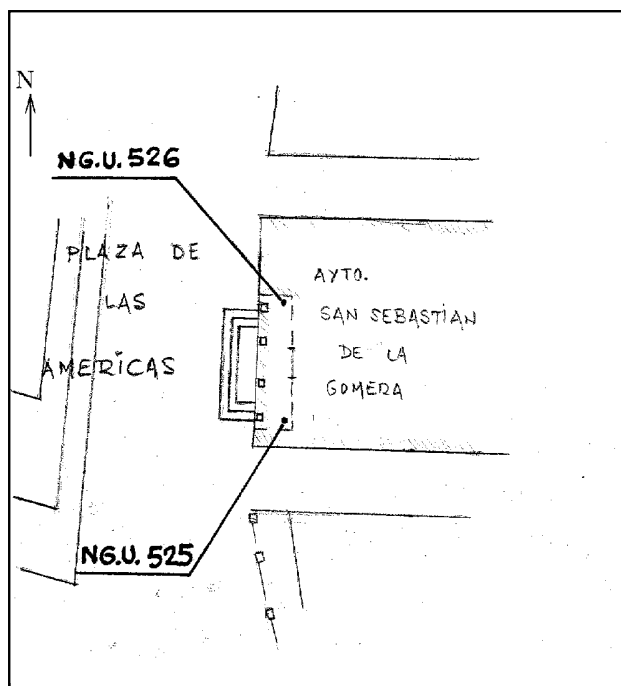 N
NG.U. 526
PLAZA DE
LAS
AMERICAS
AYTO.
SAN SEBASTIAN
DE LA
GOMERA
NG.U. 525